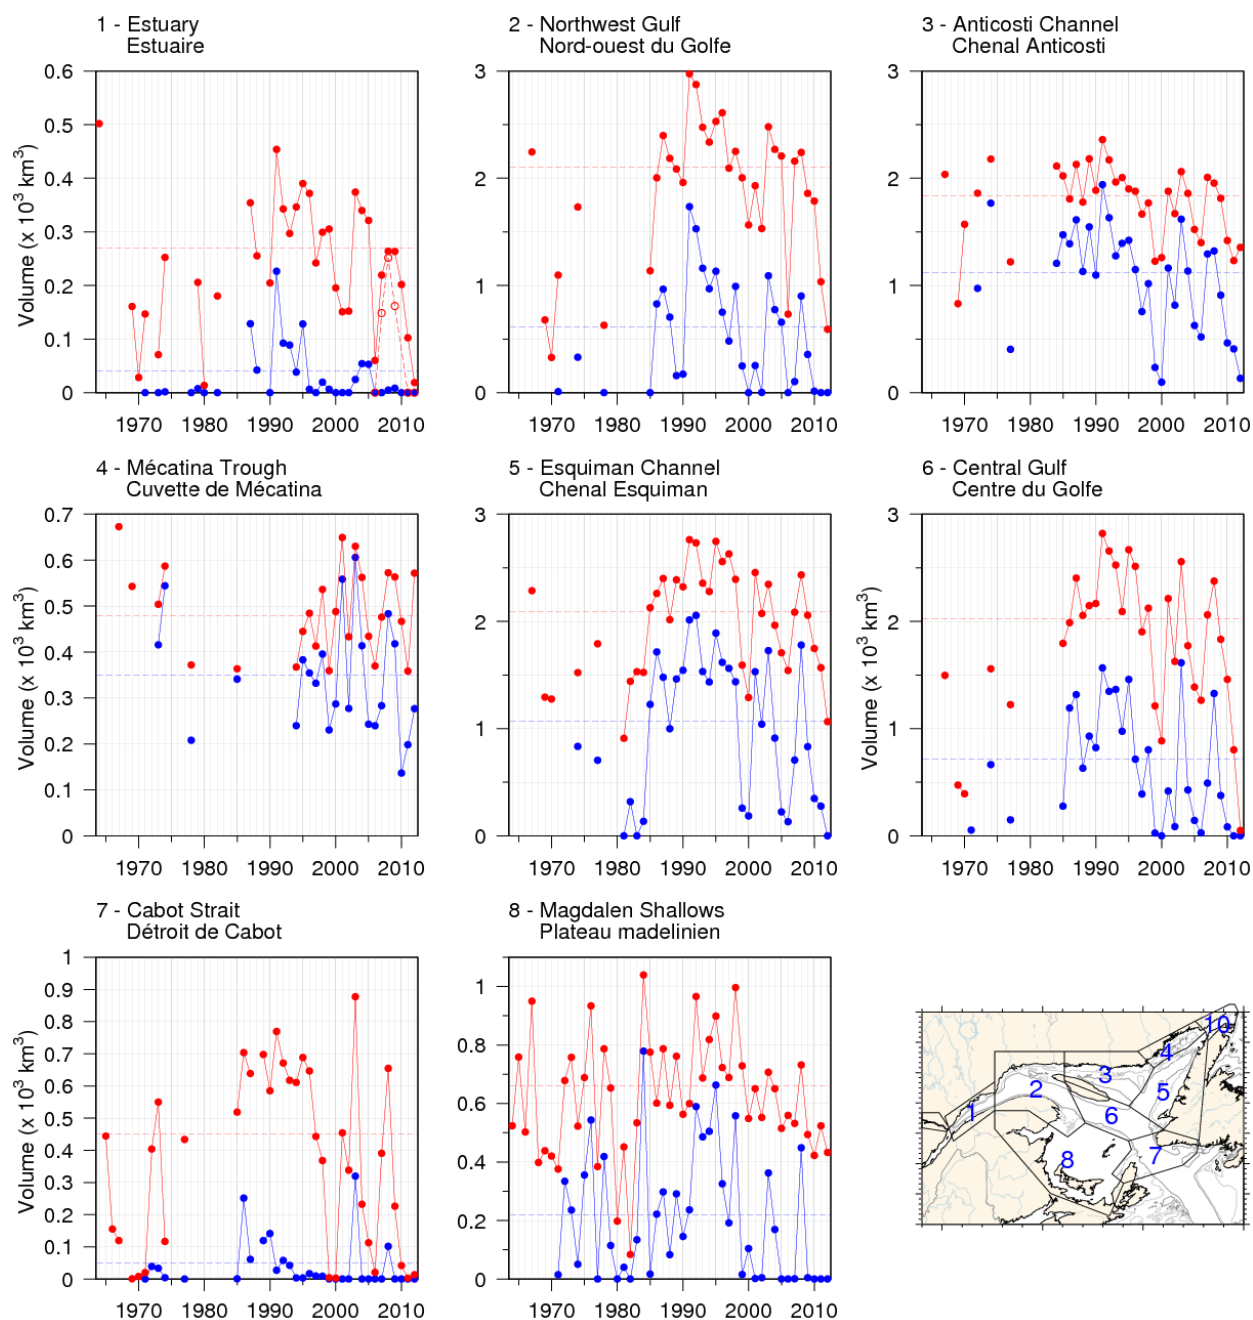 1 - Estuary
Estuaire
2 - Northwest Gulf
Nord-ouest du Golfe
3 - Anticosti Channel
Chenal Anticosti
Volume (x 10³ km³)
0.6
0.5
0.4
0.3
0.2
0.1
0
1970 1980 1990 2000 2010
3
2
1
0
1970 1980 1990 2000 2010
3
2
1
0
1970 1980 1990 2000 2010
4 - Mécatina Trough
Cuvette de Mécatina
5 - Esquiman Channel
Chenal Esquiman
6 - Central Gulf
Centre du Golfe
Volume (x 10³ km³)
0.7
0.6
0.5
0.4
0.3
0.2
0.1
0
1970 1980 1990 2000 2010
3
2
1
0
1970 1980 1990 2000 2010
Volume (x 10³ km³)
3
2
1
0
1970 1980 1990 2000 2010
7 - Cabot Strait
Détroit de Cabot
8 - Magdalen Shallows
Plateau madelinien
Volume (x 10³ km³)
1
0.9
0.8
0.7
0.6
0.5
0.4
0.3
0.2
0.1
0
1970 1980 1990 2000 2010
1
0.8
0.6
0.4
0.2
0
1970 1980 1990 2000 2010
10
4
3
2
5
1
6
7
8